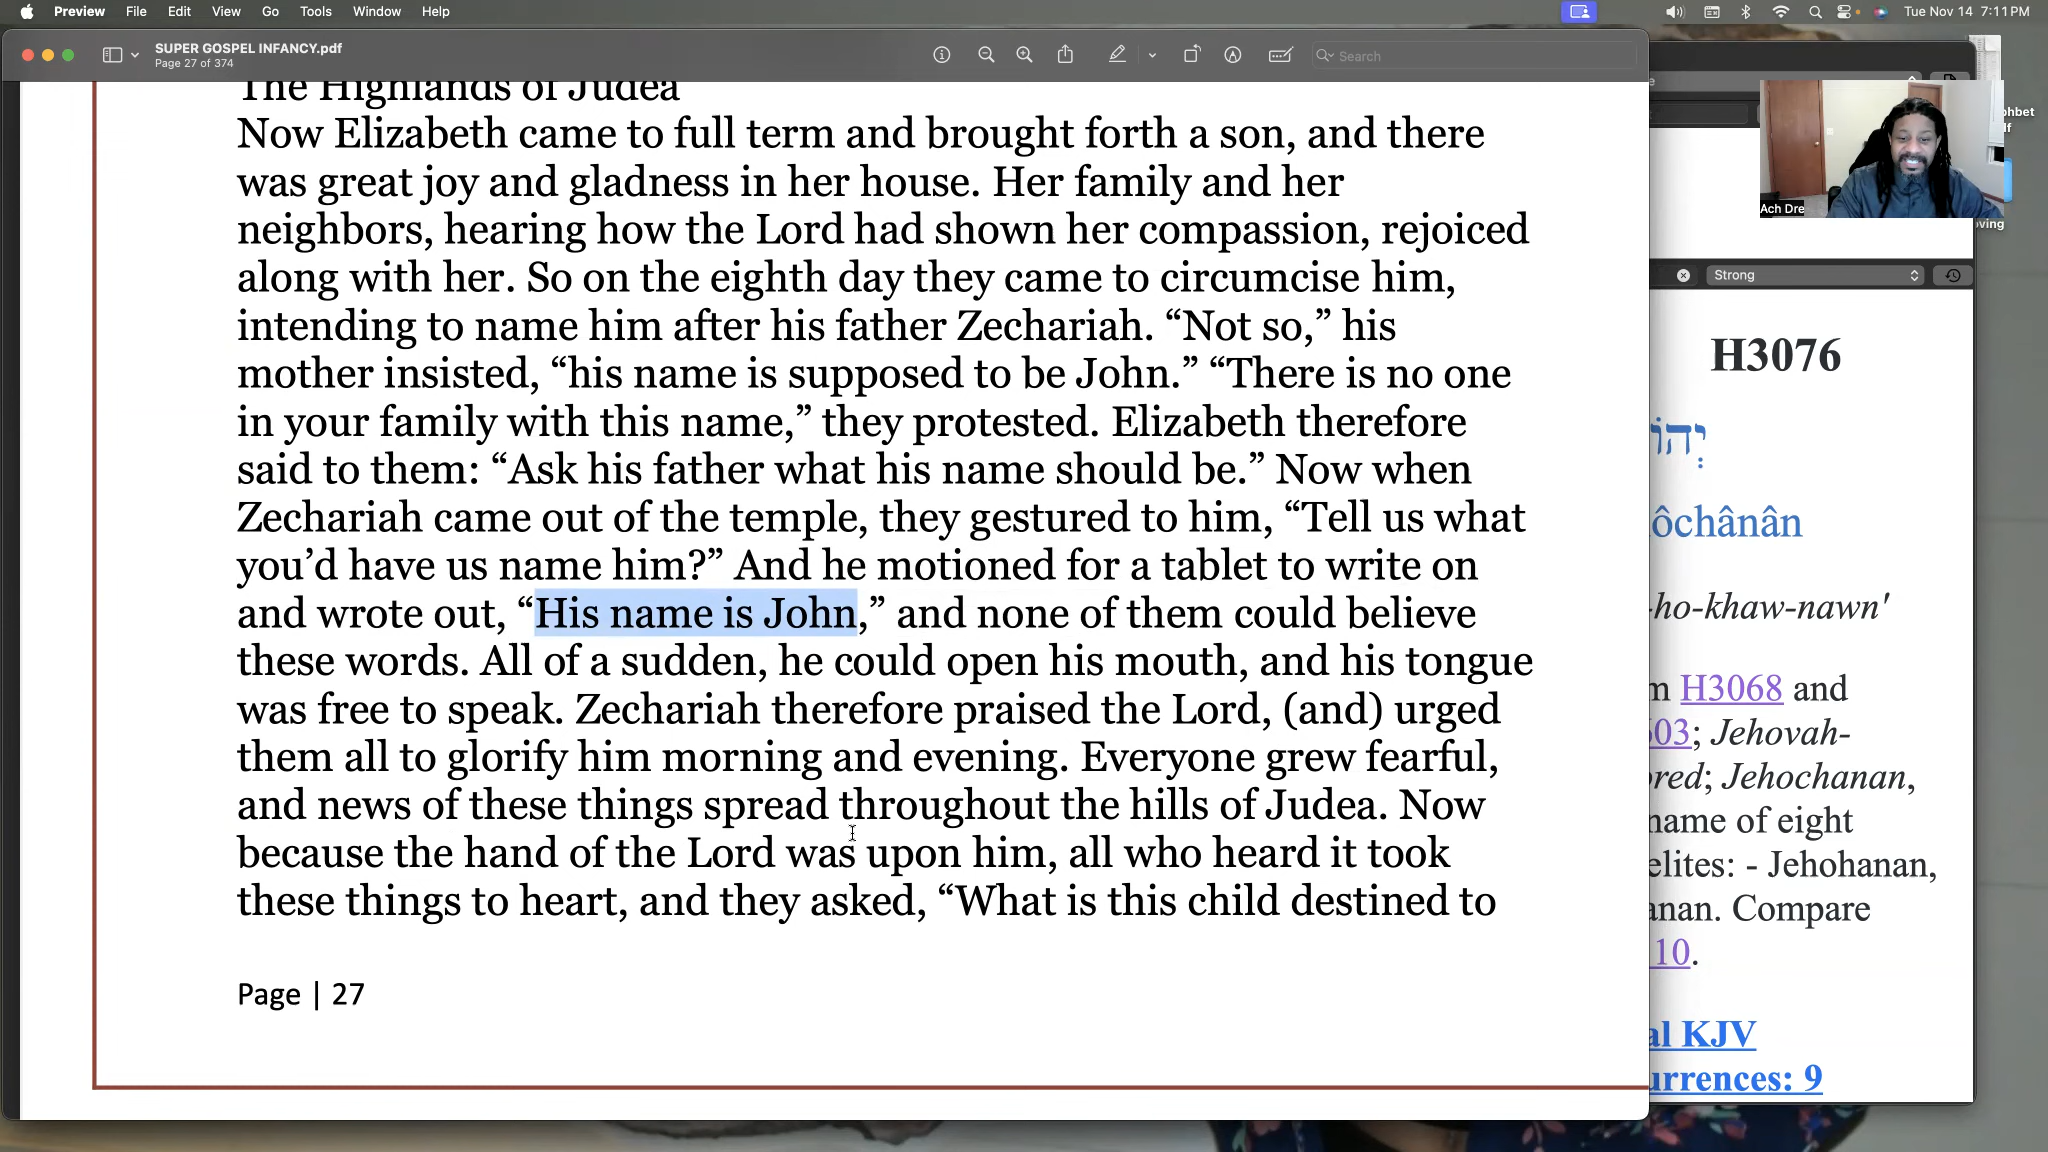 Preview File Edit View Go Tools Window Help
Tue Nov 14 7:11 PM
SUPER GOSPEL INFANCY.pdf
Page 27 of 374
Search
The Highlands of Judea
Now Elizabeth came to full term and brought forth a son, and there
was great joy and gladness in her house. Her family and her
neighbors, hearing how the Lord had shown her compassion, rejoiced
along with her. So on the eighth day they came to circumcise him,
intending to name him after his father Zechariah. “Not so,” his
mother insisted, “his name is supposed to be John.” “There is no one
in your family with this name,” they protested. Elizabeth therefore
said to them: “Ask his father what his name should be.” Now when
Zechariah came out of the temple, they gestured to him, “Tell us what
you’d have us name him?” And he motioned for a tablet to write on
and wrote out, “His name is John,” and none of them could believe
these words. All of a sudden, he could open his mouth, and his tongue
was free to speak. Zechariah therefore praised the Lord, (and) urged
them all to glorify him morning and evening. Everyone grew fearful,
and news of these things spread throughout the hills of Judea. Now
because the hand of the Lord was upon him, all who heard it took
these things to heart, and they asked, “What is this child destined to
Page | 27
Ach Dre
Strong
H3076
יְהוֹ
ôchânân
-ho-khaw-nawn'
m H3068 and
03; Jehovah-
ored; Jehochanan,
name of eight
elites: - Jehohanan,
anan. Compare
10.
al KJV
urrences: 9